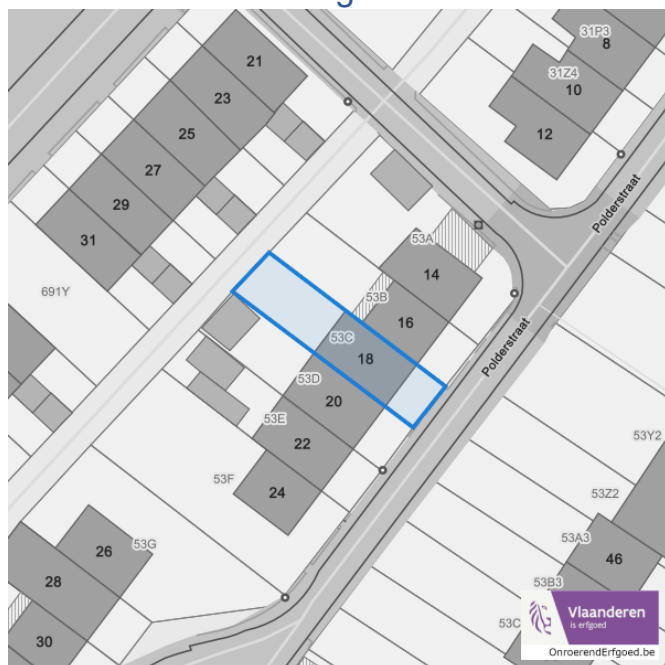 g
31P3
8
21
31Z4
23
10
25
12
27
Polderstraat
29
53A
31
14
691Y
53B
16
53C
18
Polderstraat
53D
20
53E
22
53Y2
53F
24
53Z2
53A3
26
53G
46
28
53B3
Vlaanderen
is erfgoed
53C
30
OnroerendErfgoed.be